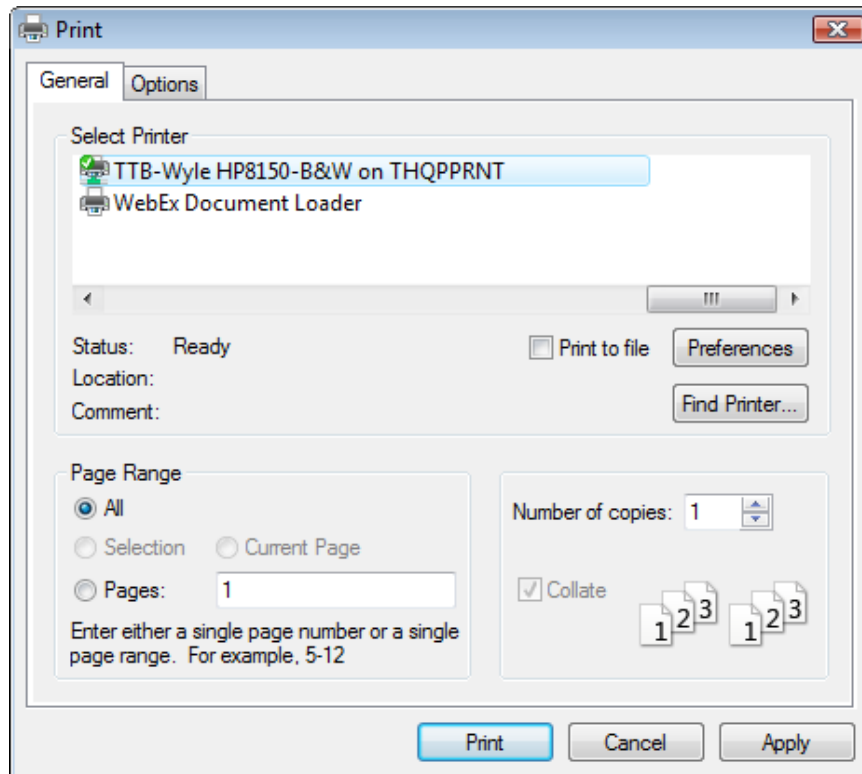 Print
General Options
Select Printer
TTB-Wyle HP8150-B&W on THQPPRNT
WebEx Document Loader
Status: Ready
Print to file Preferences
Location:
Comment:
Find Printer...
Page Range
All
Selection Current Page
Pages: 1
Enter either a single page number or a single
page range. For example, 5-12
Number of copies: 1
Collate
1 2 3 1 2 3
Print Cancel Apply